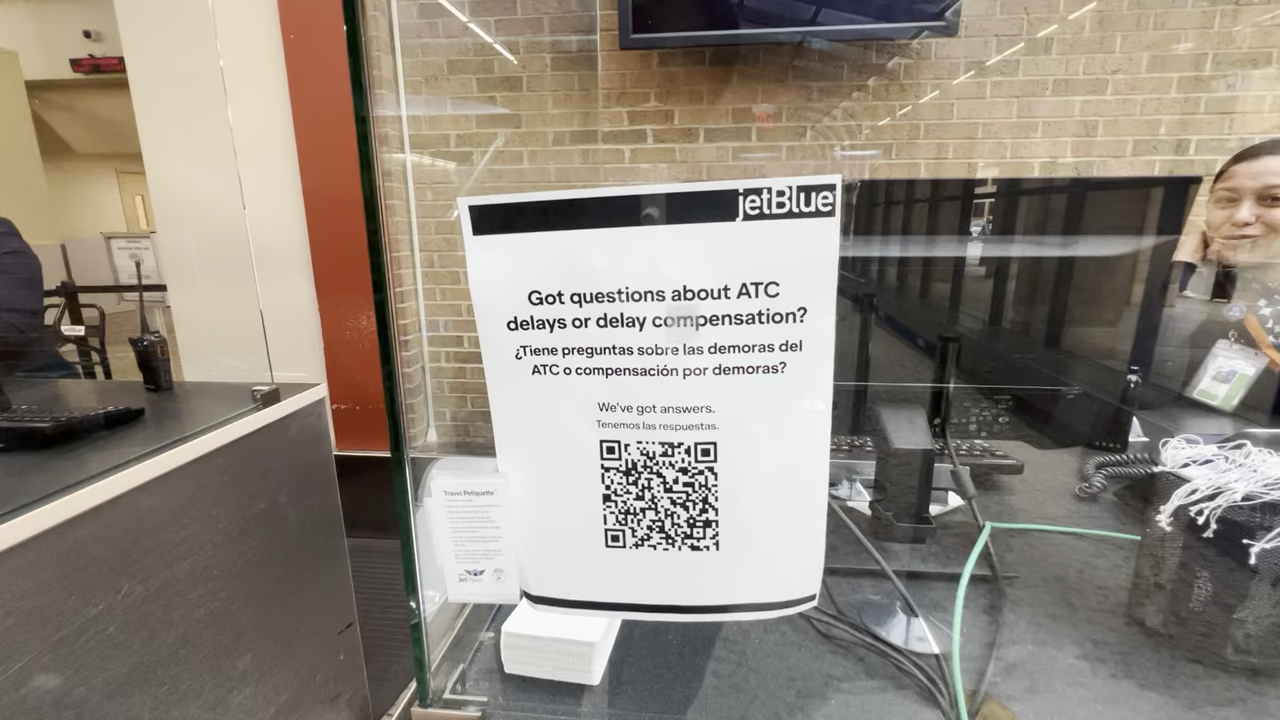 jetBlue
Got questions about ATC
delays or delay compensation?
¿Tiene preguntas sobre las demoras del
ATC o compensación por demoras?
We've got answers.
Tenemos las respuestas.
Travel Petiquette